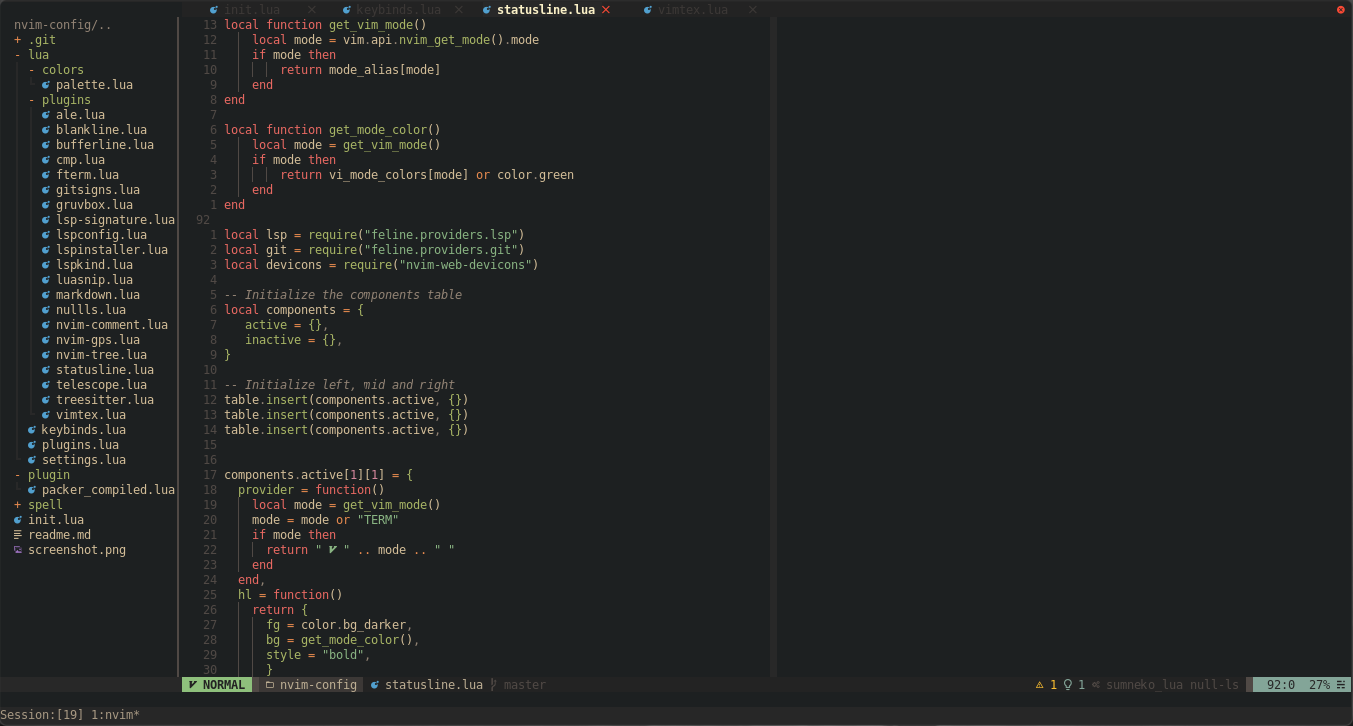 init.lua keybinds.lua statusline.lua vimtex.lua
nvim-config/..
+ .git
- lua
- colors
palette.lua
- plugins
ale.lua
blankline.lua
bufferline.lua
cmp.lua
fterm.lua
gitsigns.lua
gruvbox.lua
lsp-signature.lua
lspconfig.lua
lspinstaller.lua
lspkind.lua
luasnip.lua
markdown.lua
nullls.lua
nvim-comment.lua
nvim-gps.lua
nvim-tree.lua
statusline.lua
telescope.lua
treesitter.lua
vimtex.lua
keybinds.lua
plugins.lua
settings.lua
- plugin
packer_compiled.lua
+ spell
init.lua
readme.md
screenshot.png
13 local function get_vim_mode()
12 local mode = vim.api.nvim_get_mode().mode
11 if mode then
10 return mode_alias[mode]
9 end
8 end
7
6 local function get_mode_color()
5 local mode = get_vim_mode()
4 if mode then
3 return vi_mode_colors[mode] or color.green
2 end
1 end
92
1 local lsp = require("feline.providers.lsp")
2 local git = require("feline.providers.git")
3 local devicons = require("nvim-web-devicons")
4
5 -- Initialize the components table
6 local components = {
7 active = {},
8 inactive = {},
9 }
10
11 -- Initialize left, mid and right
12 table.insert(components.active, {})
13 table.insert(components.active, {})
14 table.insert(components.active, {})
15
16
17 components.active[1][1] = {
18 provider = function()
19 local mode = get_vim_mode()
20 mode = mode or "TERM"
21 if mode then
22 return "  " .. mode .. " "
23 end
24 end,
25 hl = function()
26 return {
27 fg = color.bg_darker,
28 bg = get_mode_color(),
29 style = "bold",
30 }
NORMAL nvim-config statusline.lua master 1 1 sumneko_lua null-ls 92:0 27%
Session:[19] 1:nvim*